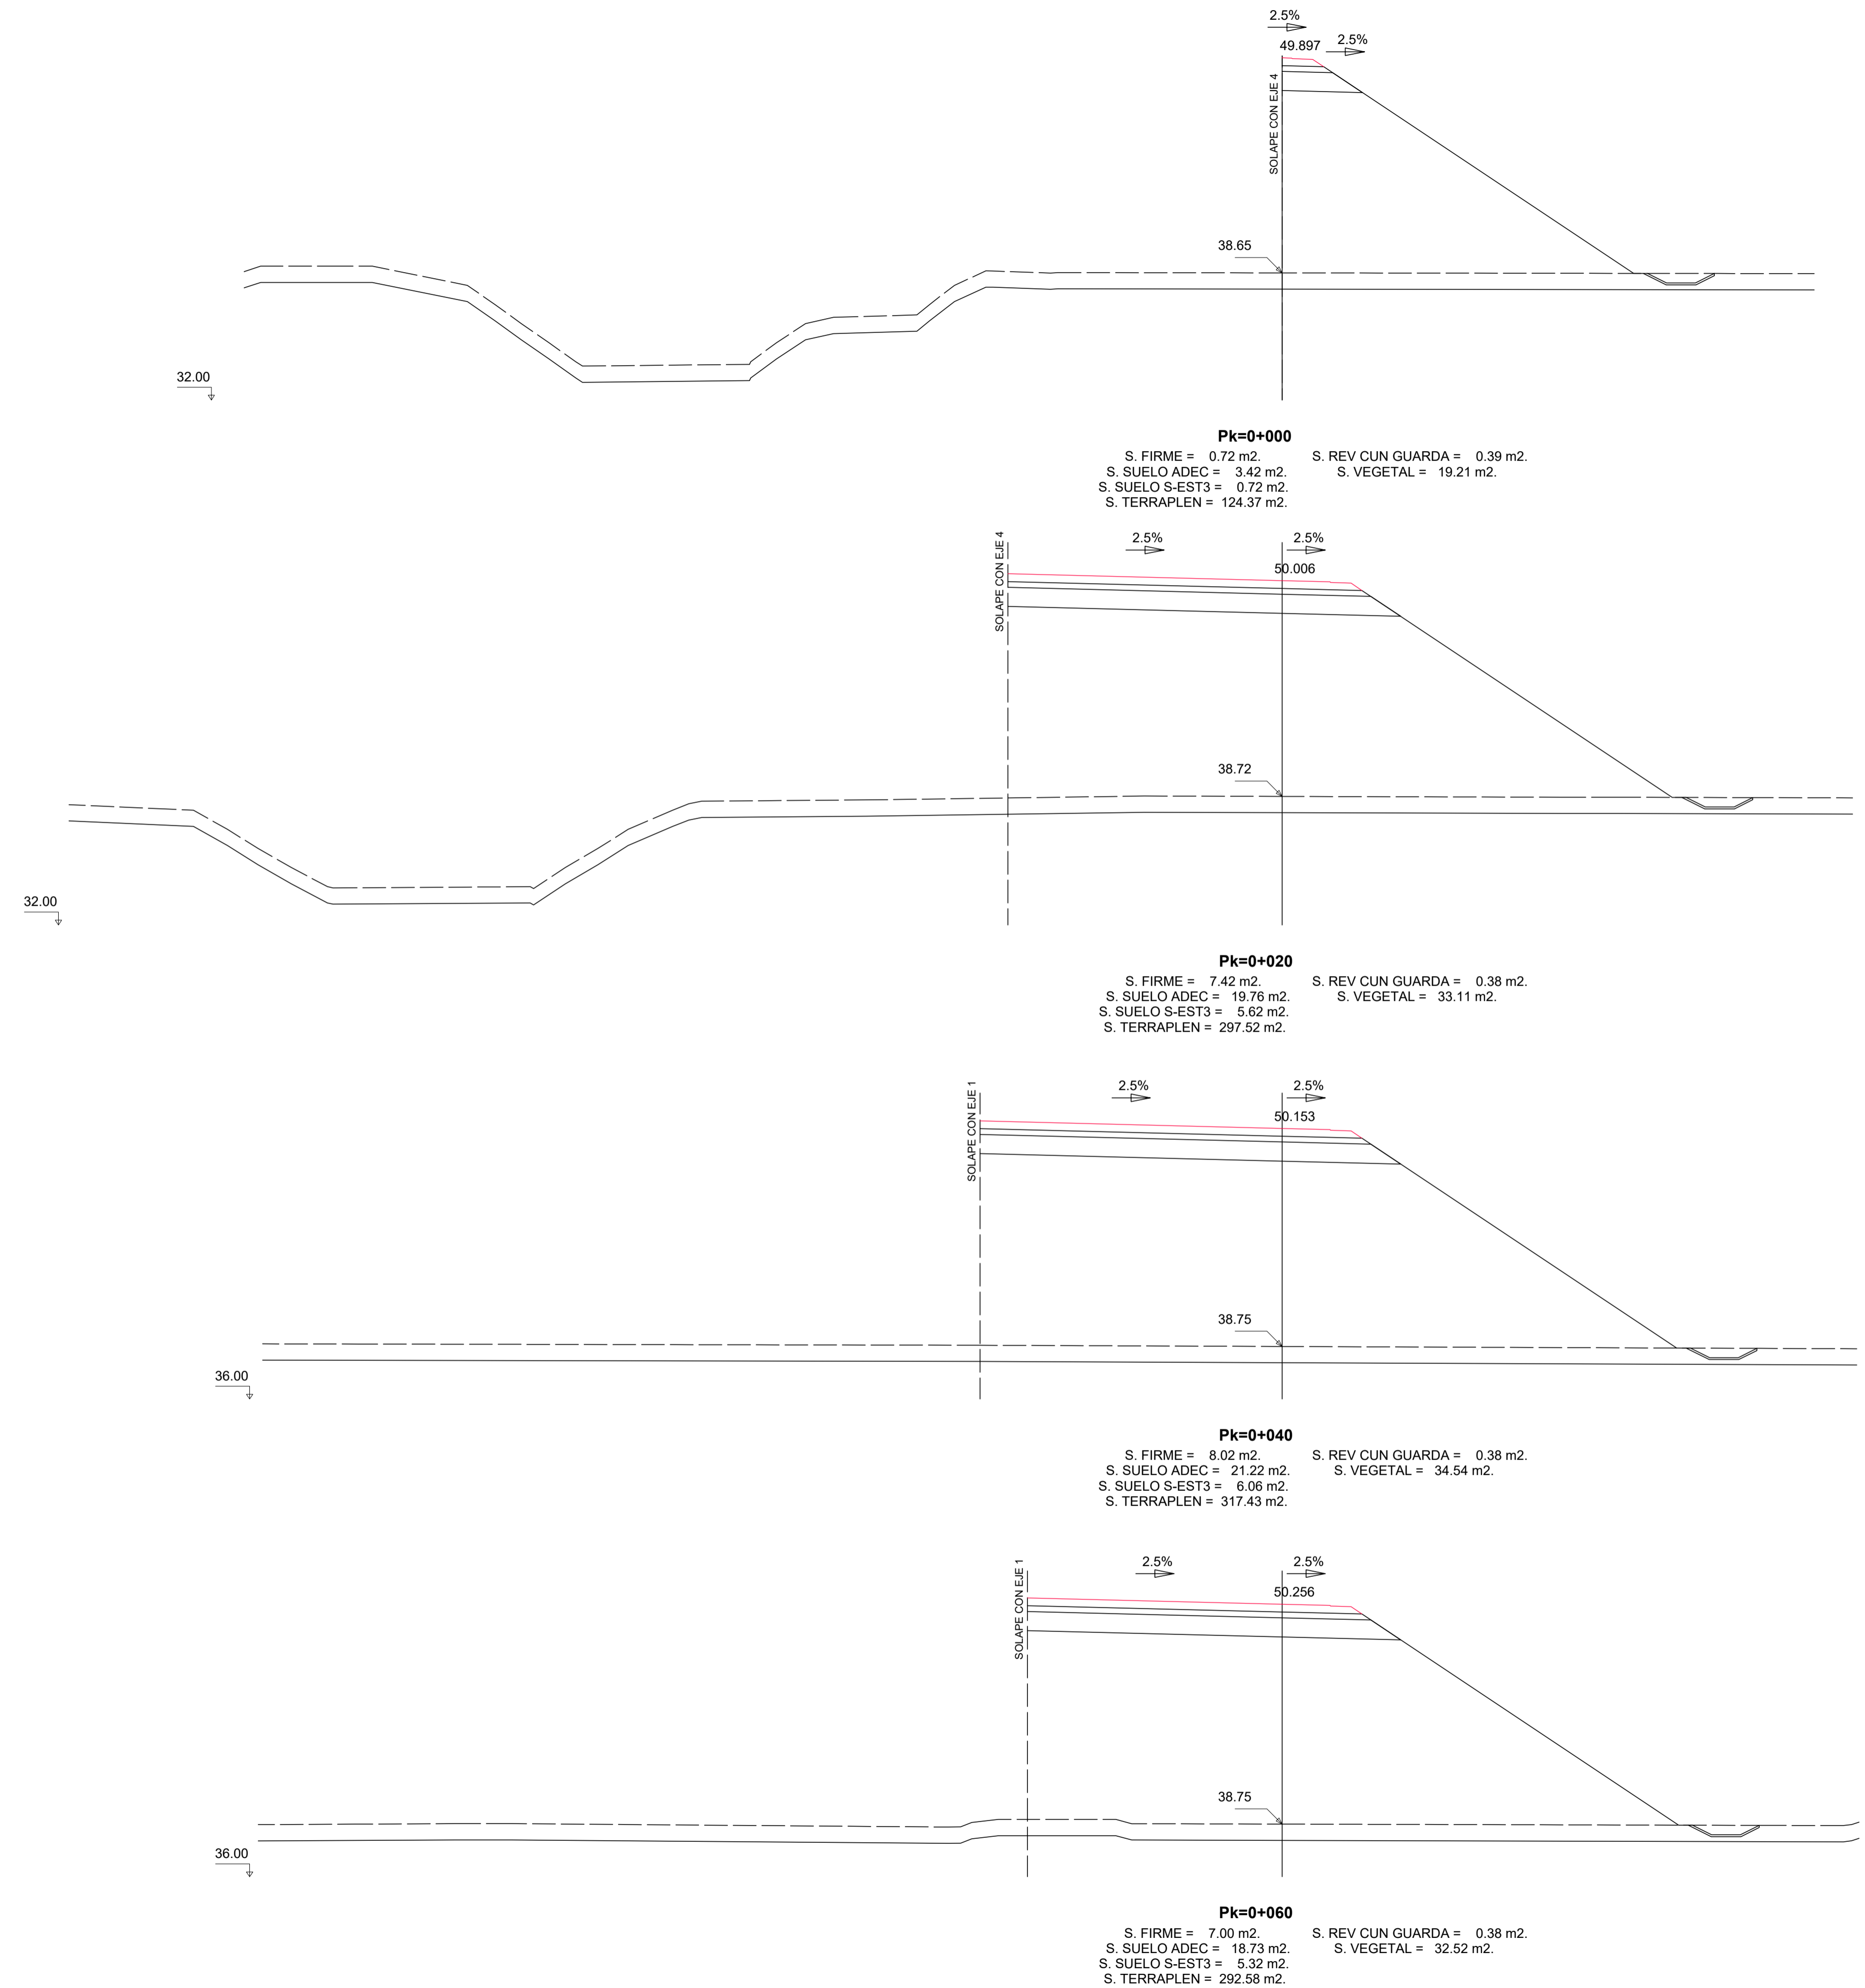 2.5%
49.897
2.5%
SOLAPE CON EJE 4
38.65
32.00
Pk=0+000
S. FIRME = 0.72 m2. S. REV CUN GUARDA = 0.39 m2.
S. SUELO ADEC = 3.42 m2. S. VEGETAL = 19.21 m2.
S. SUELO S-EST3 = 0.72 m2.
S. TERRAPLEN = 124.37 m2.
2.5% 2.5%
SOLAPE CON EJE 4
50.006
38.72
32.00
Pk=0+020
S. FIRME = 7.42 m2. S. REV CUN GUARDA = 0.38 m2.
S. SUELO ADEC = 19.76 m2. S. VEGETAL = 33.11 m2.
S. SUELO S-EST3 = 5.62 m2.
S. TERRAPLEN = 297.52 m2.
2.5% 2.5%
SOLAPE CON EJE 1
50.153
38.75
36.00
Pk=0+040
S. FIRME = 8.02 m2. S. REV CUN GUARDA = 0.38 m2.
S. SUELO ADEC = 21.22 m2. S. VEGETAL = 34.54 m2.
S. SUELO S-EST3 = 6.06 m2.
S. TERRAPLEN = 317.43 m2.
2.5% 2.5%
SOLAPE CON EJE 1
50.256
38.75
36.00
Pk=0+060
S. FIRME = 7.00 m2. S. REV CUN GUARDA = 0.38 m2.
S. SUELO ADEC = 18.73 m2. S. VEGETAL = 32.52 m2.
S. SUELO S-EST3 = 5.32 m2.
S. TERRAPLEN = 292.58 m2.